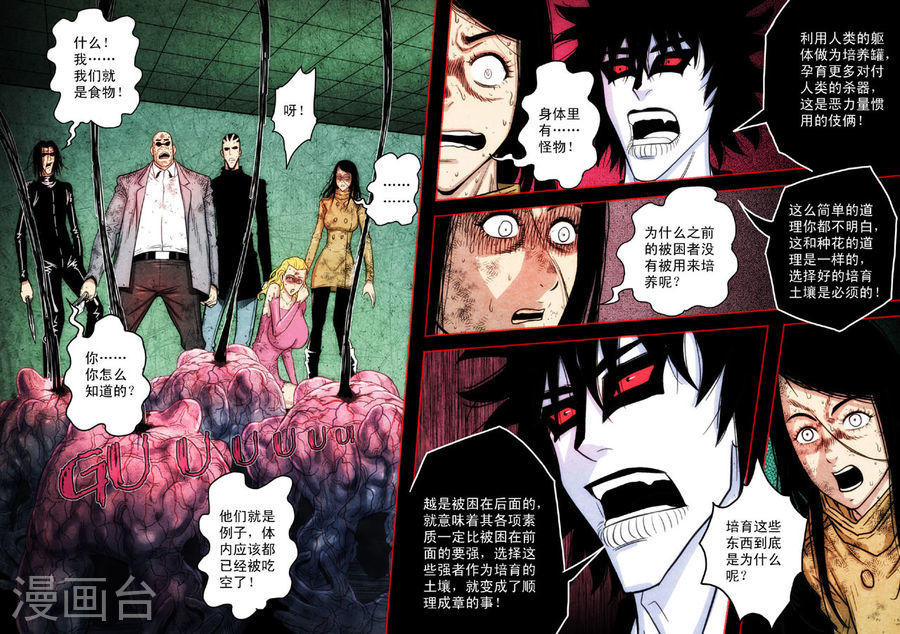 什么！
我……
我们就
是食物！
呀！
……
……
你……
你怎么
知道的？
GUUUUUU!
他们就是
例子，体
内应该都
已经被吃
空了！
漫画台
利用人类的躯
体做为培养罐，
孕育更多对付
人类的杀器，
这是恶力量惯
用的伎俩！
身体里
有……
怪物！
为什么之前
的被困者没
有被用来培
养呢？
这么简单的道
理你都不明白，
这和种花的道
理是一样的，
选择好的培育
土壤是必须的！
越是被困在后面的，
就意味着其各项素
质一定比被困在前
面的要强，选择这
些强者作为培育的
土壤，就变成了顺
理成章的事！
培育这些
东西到底
是为什么
呢？